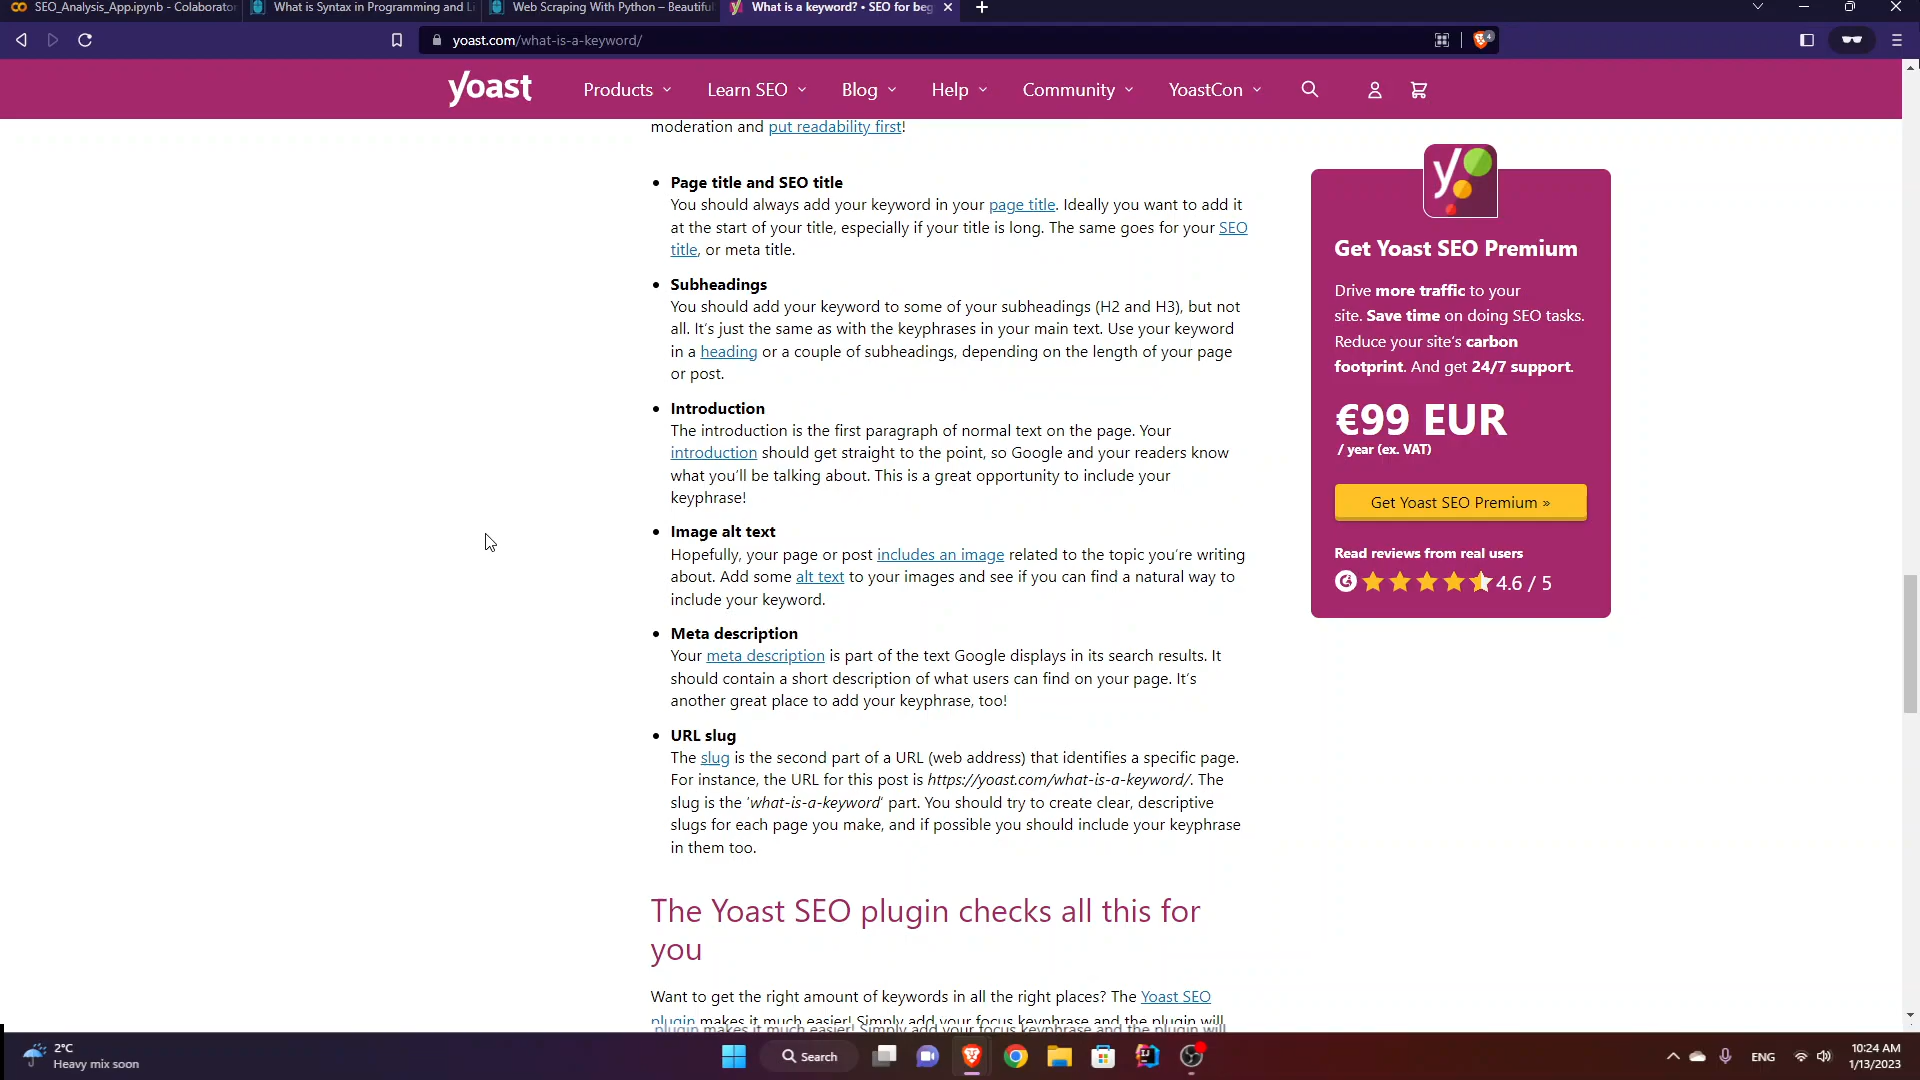 SEO_Analysis_App.ipynb - Colaborator
What is Syntax in Programming and Li
Web Scraping With Python – Beautiful
What is a keyword? • SEO for beg
yoast.com/what-is-a-keyword/
4
yoast
Products
Learn SEO
Blog
Help
Community
YoastCon
moderation and put readability first!
• Page title and SEO title
You should always add your keyword in your page title. Ideally you want to add it
at the start of your title, especially if your title is long. The same goes for your SEO
title, or meta title.
• Subheadings
You should add your keyword to some of your subheadings (H2 and H3), but not
all. It's just the same as with the keyphrases in your main text. Use your keyword
in a heading or a couple of subheadings, depending on the length of your page
or post.
• Introduction
The introduction is the first paragraph of normal text on the page. Your
introduction should get straight to the point, so Google and your readers know
what you'll be talking about. This is a great opportunity to include your
keyphrase!
• Image alt text
Hopefully, your page or post includes an image related to the topic you're writing
about. Add some alt text to your images and see if you can find a natural way to
include your keyword.
• Meta description
Your meta description is part of the text Google displays in its search results. It
should contain a short description of what users can find on your page. It's
another great place to add your keyphrase, too!
• URL slug
The slug is the second part of a URL (web address) that identifies a specific page.
For instance, the URL for this post is https://yoast.com/what-is-a-keyword/. The
slug is the 'what-is-a-keyword' part. You should try to create clear, descriptive
slugs for each page you make, and if possible you should include your keyphrase
in them too.
The Yoast SEO plugin checks all this for
you
Want to get the right amount of keywords in all the right places? The Yoast SEO
plugin makes it much easier! Simply add your focus keyphrase and the plugin will
y
Get Yoast SEO Premium
Drive more traffic to your
site. Save time on doing SEO tasks.
Reduce your site's carbon
footprint. And get 24/7 support.
€99 EUR
/ year (ex. VAT)
Get Yoast SEO Premium »
Read reviews from real users
4.6 / 5
2°C
Heavy mix soon
Search
ENG
10:24 AM
1/13/2023